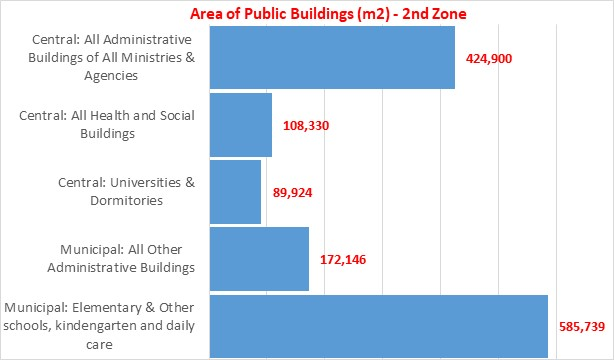 Area of Public Buildings (m2) - 2nd Zone
Central: All Administrative
Buildings of All Ministries &
Agencies
424,900
Central: All Health and Social
Buildings
108,330
Central: Universities &
Dormitories
89,924
Municipal: All Other
Administrative Buildings
172,146
Municipal: Elementary & Other
schools, kindengarten and daily
care
585,739